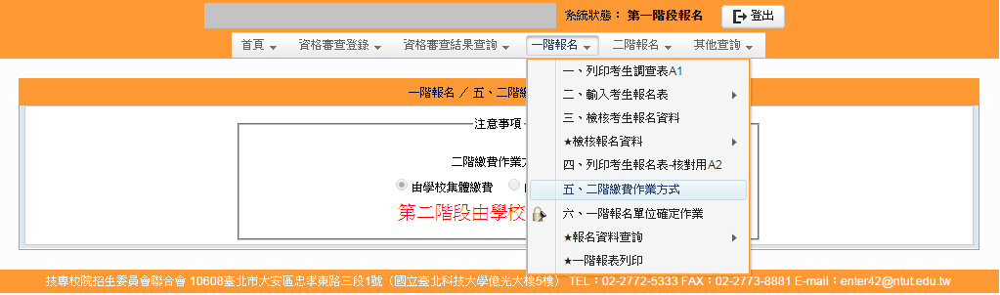 系統狀態： 第一階段報名 登出
首頁 資格審查登錄 資格審查結果查詢 一階報名 二階報名 其他查詢
一、列印考生調查表A1
二、輸入考生報名表
三、檢核考生報名資料
★檢核報名資料
四、列印考生報名表-核對用A2
五、二階繳費作業方式
六、一階報名單位確定作業
★報名資料查詢
★一階報表列印
一階報名 ／ 五、二階繳
注意事項
二階繳費作業方
由學校集體繳費
第二階段由學校
技專校院招生委員會聯合會 10608臺北市大安區忠孝東路三段1號（國立臺北科技大學億光大樓5樓） TEL：02-2772-5333 FAX：02-2773-8881 E-mail：enter42@ntut.edu.tw